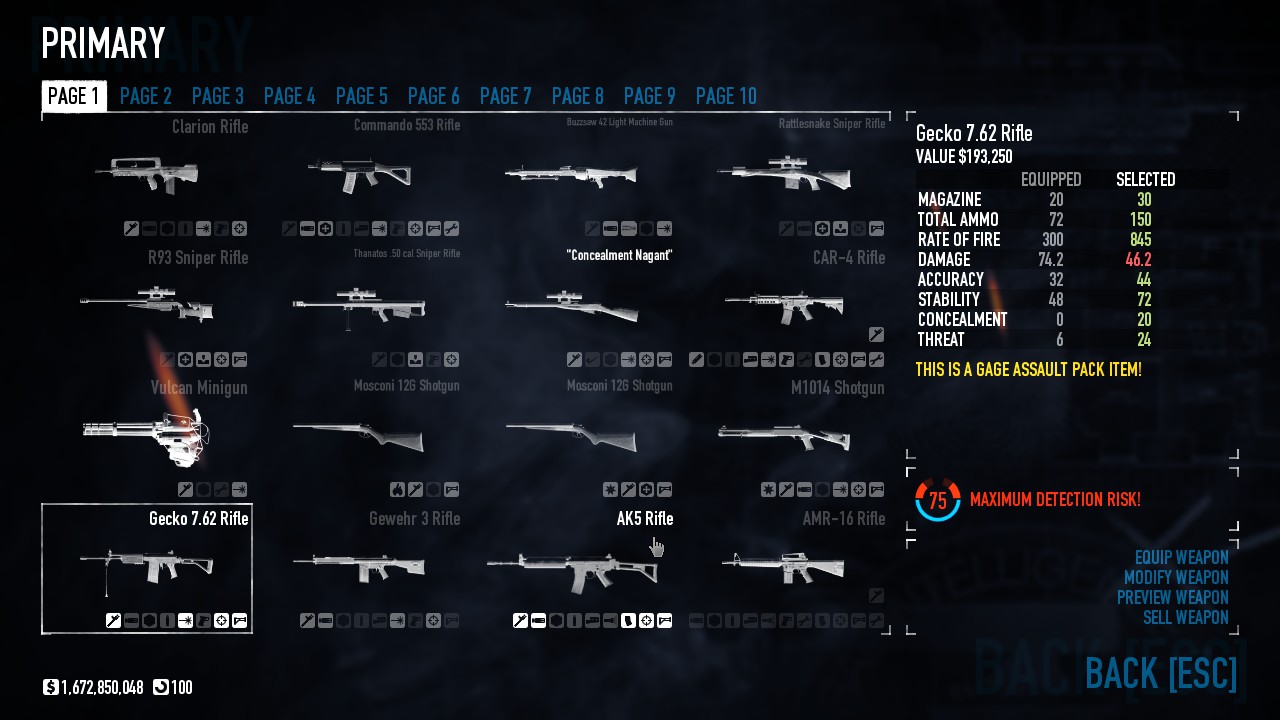 PRIMARY
PAGE 1 PAGE 2 PAGE 3 PAGE 4 PAGE 5 PAGE 6 PAGE 7 PAGE 8 PAGE 9 PAGE 10
Clarion Rifle Commando 553 Rifle Buzzsaw 42 Light Machine Gun Rattlesnake Sniper Rifle
R93 Sniper Rifle Thanatos .50 cal Sniper Rifle "Concealment Nagant" CAR-4 Rifle
Vulcan Minigun Mosconi 12G Shotgun Mosconi 12G Shotgun M1014 Shotgun
Gecko 7.62 Rifle Gewehr 3 Rifle AK5 Rifle AMR-16 Rifle
$ 1,672,850,048 100
Gecko 7.62 Rifle
VALUE $193,250
EQUIPPED SELECTED
MAGAZINE 20 30
TOTAL AMMO 72 150
RATE OF FIRE 300 845
DAMAGE 74.2 46.2
ACCURACY 32 44
STABILITY 48 72
CONCEALMENT 0 20
THREAT 6 24
THIS IS A GAGE ASSAULT PACK ITEM!
75 MAXIMUM DETECTION RISK!
EQUIP WEAPON
MODIFY WEAPON
PREVIEW WEAPON
SELL WEAPON
BACK [ESC]